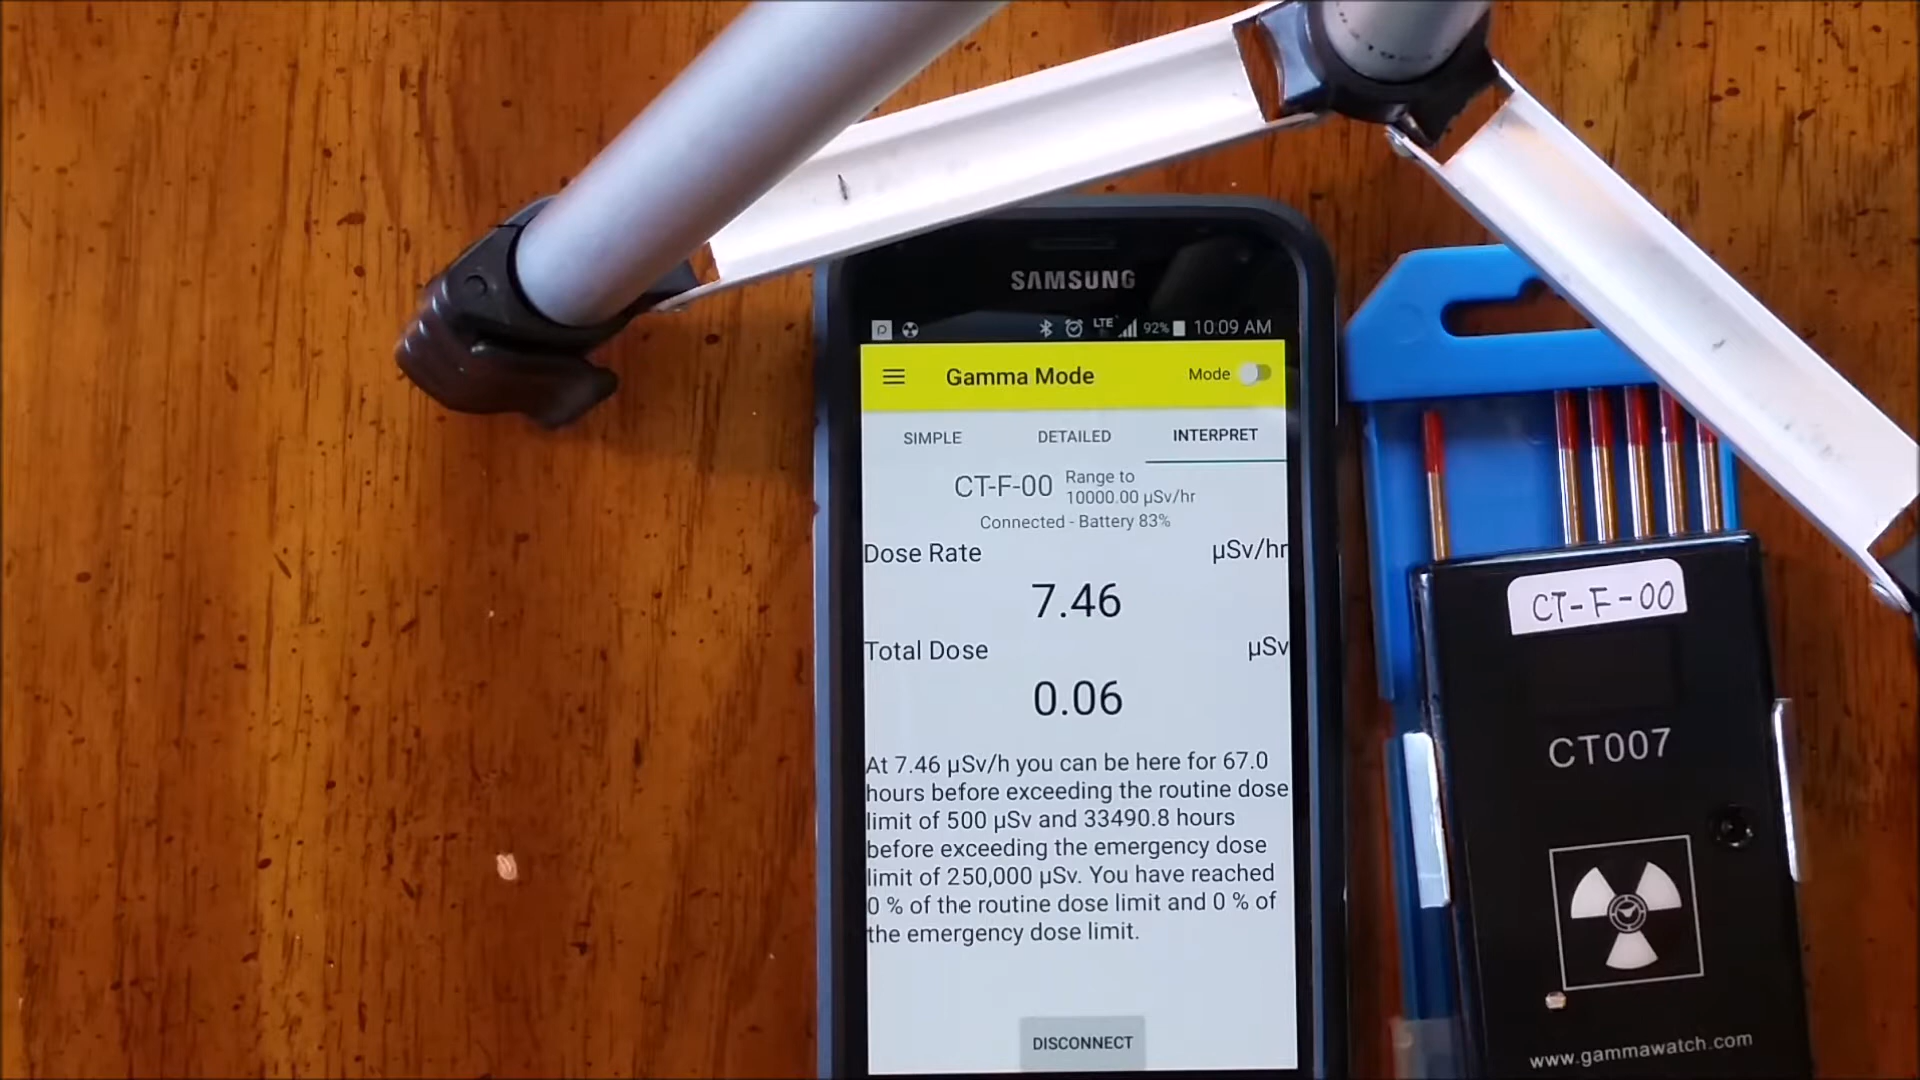 SAMSUNG
LTE 92% 10:09 AM
Gamma Mode Mode
SIMPLE DETAILED INTERPRET
CT-F-00 Range to
10000.00 µSv/hr
Connected - Battery 83%
Dose Rate µSv/hr
7.46
Total Dose µSv
0.06
At 7.46 µSv/h you can be here for 67.0
hours before exceeding the routine dose
limit of 500 µSv and 33490.8 hours
before exceeding the emergency dose
limit of 250,000 µSv. You have reached
0 % of the routine dose limit and 0 % of
the emergency dose limit.
DISCONNECT
CT-F-00
CT007
www.gammawatch.com